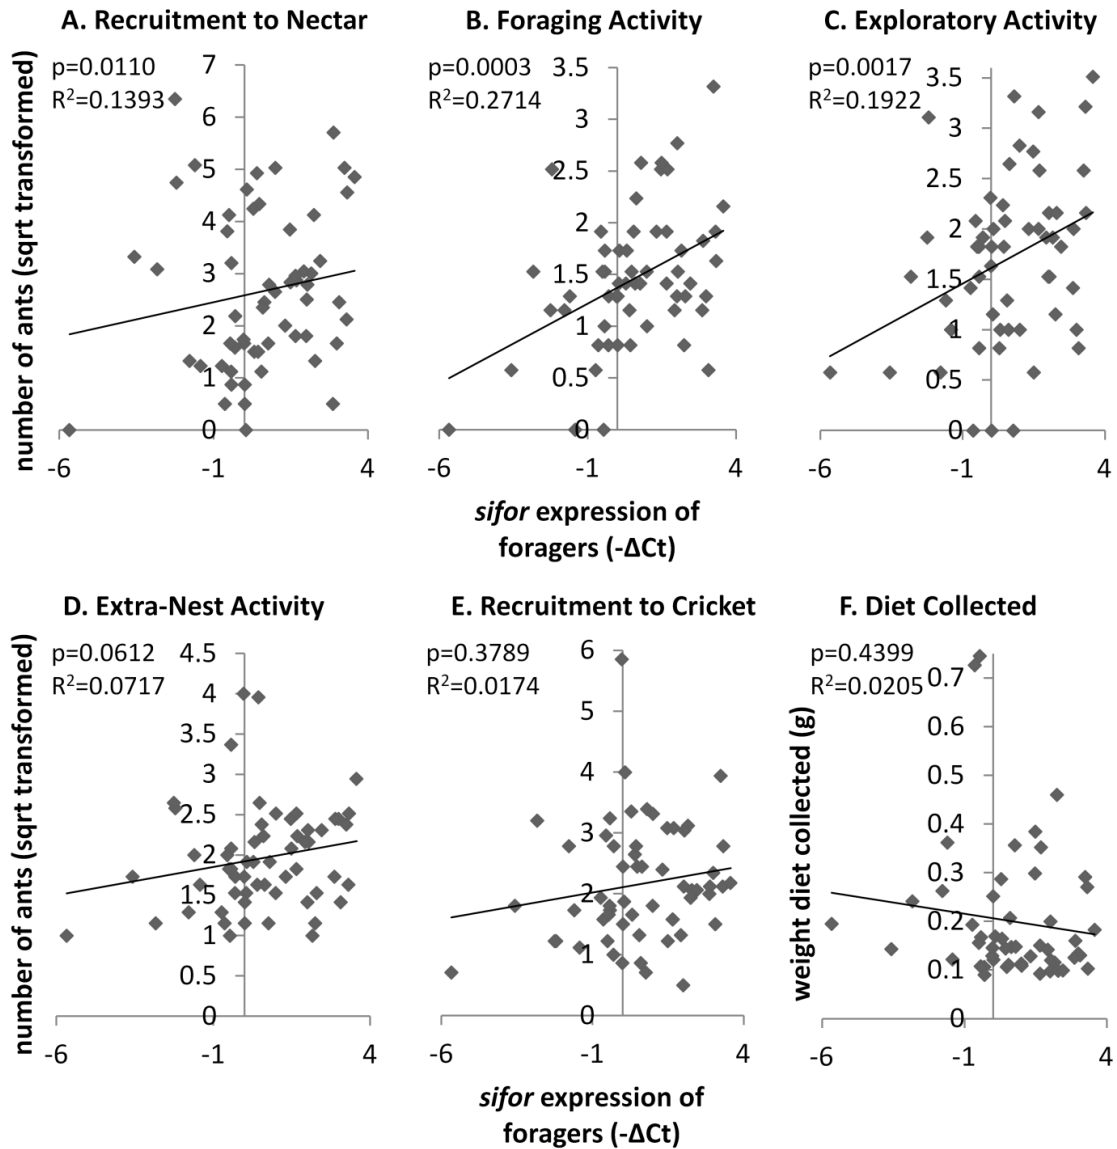 A. Recruitment to Nectar
B. Foraging Activity
C. Exploratory Activity
number of ants (sqrt transformed)
p=0.0110
R²=0.1393
7
6
5
4
3
2
1
0
-6
-1
4
p=0.0003
R²=0.2714
3.5
3
2.5
2
1.5
1
0.5
0
-6
-1
4
p=0.0017
R²=0.1922
3.5
3
2.5
2
1.5
1
0.5
0
-6
-1
4
sifor expression of
foragers (-ΔCt)
D. Extra-Nest Activity
E. Recruitment to Cricket
F. Diet Collected
number of ants (sqrt transformed)
p=0.0612
R²=0.0717
4.5
4
3.5
3
2.5
2
1.5
1
0.5
0
-6
-1
4
p=0.3789
R²=0.0174
6
5
4
3
2
1
0
-6
-1
4
p=0.4399
R²=0.0205
weight diet collected (g)
0.7
0.6
0.5
0.4
0.3
0.2
0.1
0
-6
-1
4
sifor expression of
foragers (-ΔCt)